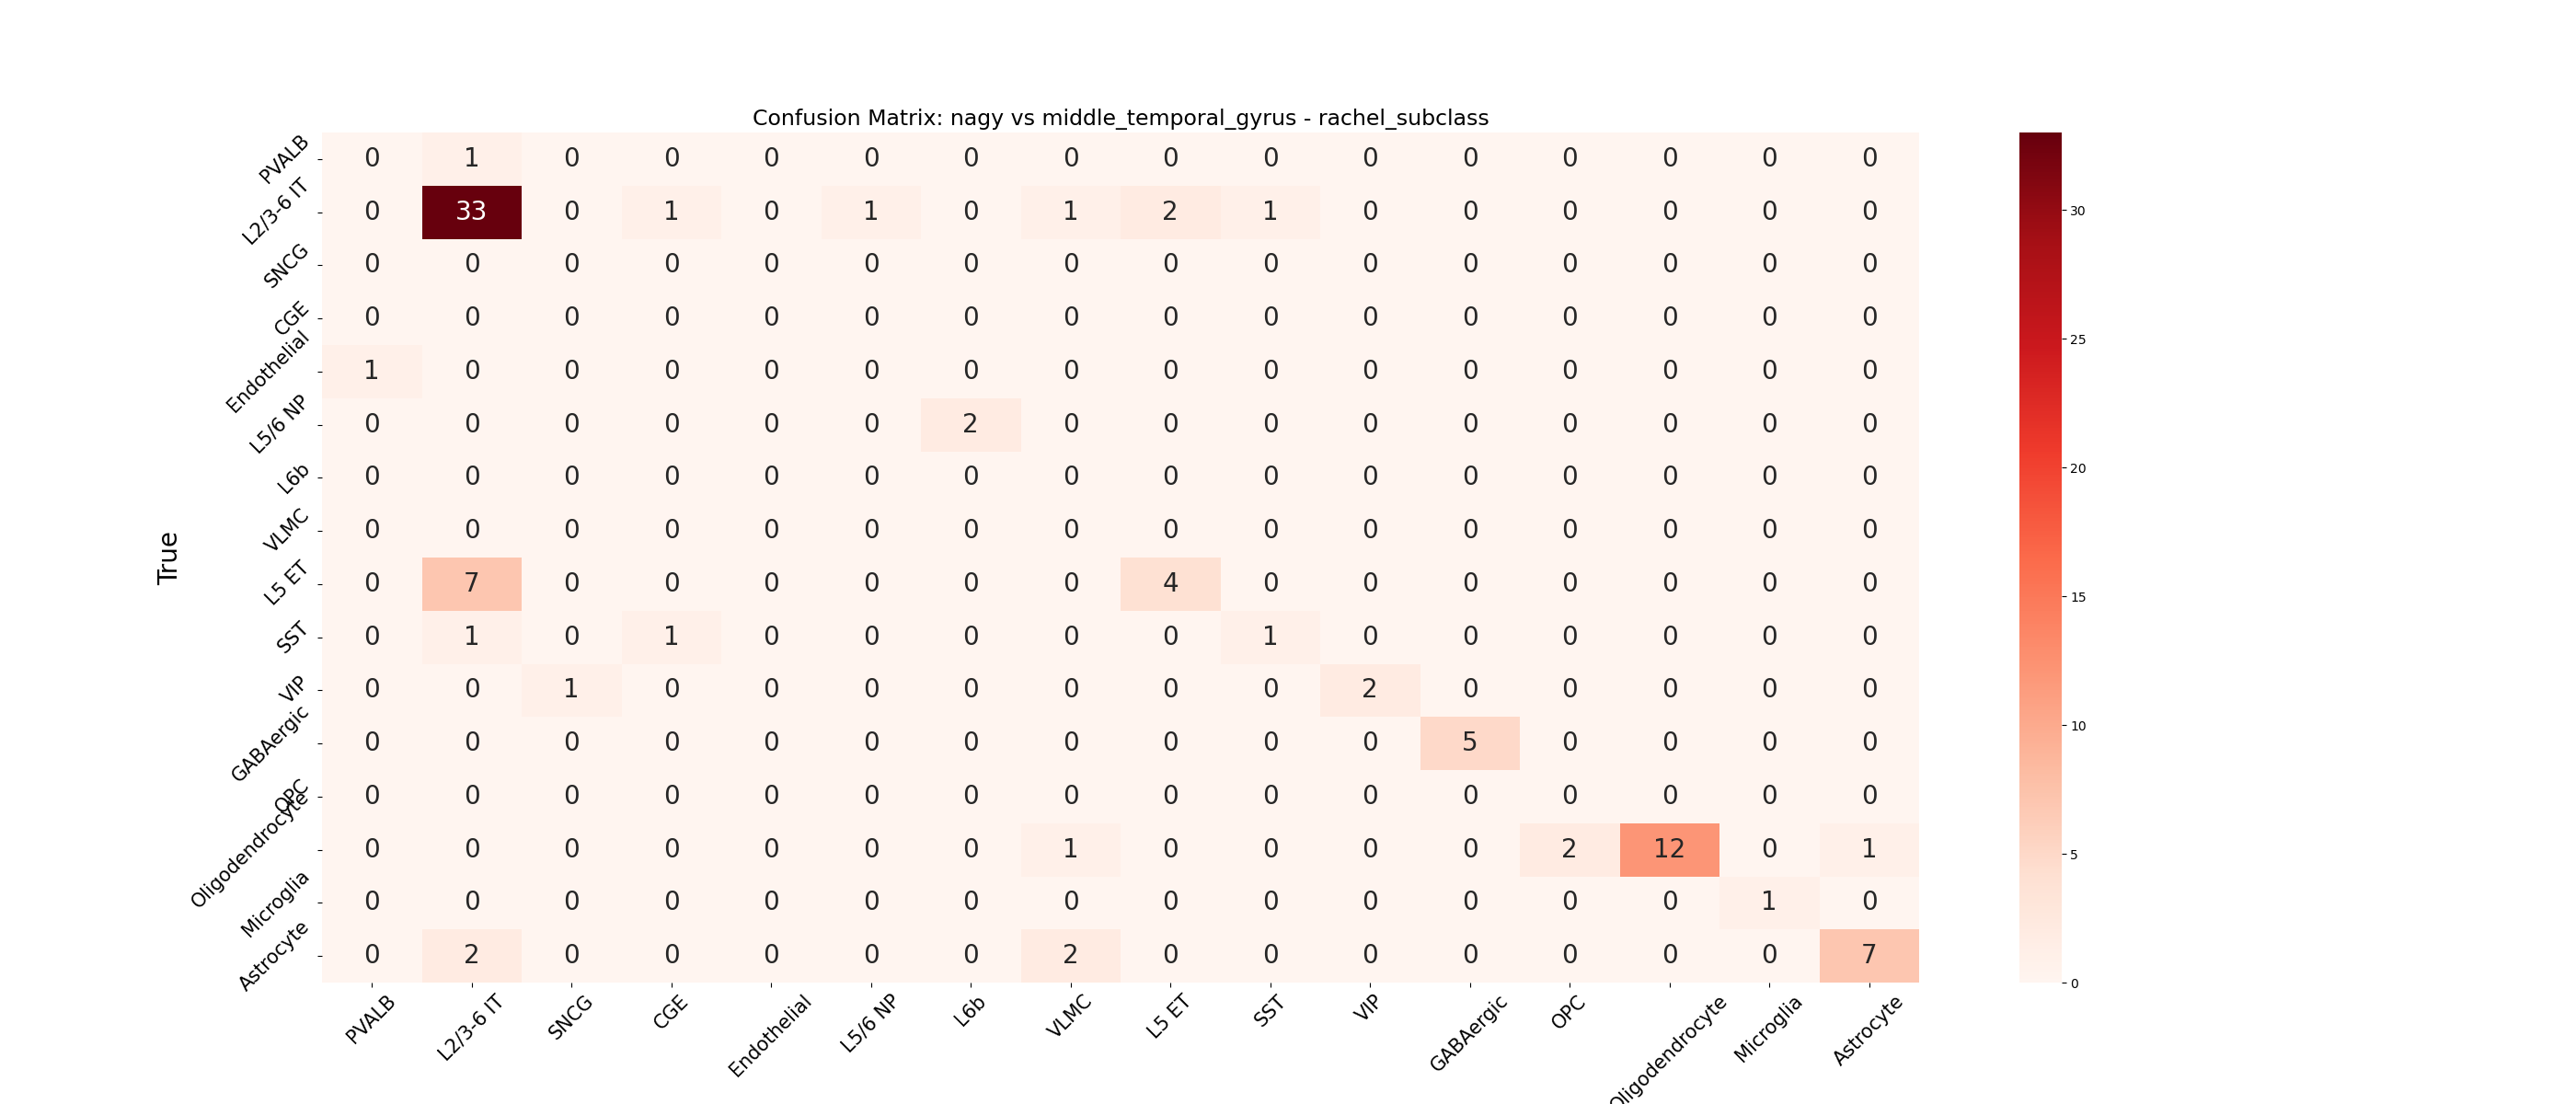 Confusion Matrix: nagy vs middle_temporal_gyrus - rachel_subclass
True
PVALB 0 1 0 0 0 0 0 0 0 0 0 0 0 0 0 0
L2/3-6 IT 0 33 0 1 0 1 0 1 2 1 0 0 0 0 0 0
SNCG 0 0 0 0 0 0 0 0 0 0 0 0 0 0 0 0
CGE 0 0 0 0 0 0 0 0 0 0 0 0 0 0 0 0
Endothelial 1 0 0 0 0 0 0 0 0 0 0 0 0 0 0 0
L5/6 NP 0 0 0 0 0 0 2 0 0 0 0 0 0 0 0 0
L6b 0 0 0 0 0 0 0 0 0 0 0 0 0 0 0 0
VLMC 0 0 0 0 0 0 0 0 0 0 0 0 0 0 0 0
L5 ET 0 7 0 0 0 0 0 0 4 0 0 0 0 0 0 0
SST 0 1 0 1 0 0 0 0 0 1 0 0 0 0 0 0
VIP 0 0 1 0 0 0 0 0 0 0 2 0 0 0 0 0
GABAergic 0 0 0 0 0 0 0 0 0 0 0 5 0 0 0 0
OPC 0 0 0 0 0 0 0 0 0 0 0 0 0 0 0 0
Oligodendrocyte 0 0 0 0 0 0 0 1 0 0 0 0 2 12 0 1
Microglia 0 0 0 0 0 0 0 0 0 0 0 0 0 0 1 0
Astrocyte 0 2 0 0 0 0 0 2 0 0 0 0 0 0 0 7
PVALB L2/3-6 IT SNCG CGE Endothelial L5/6 NP L6b VLMC L5 ET SST VIP GABAergic OPC Oligodendrocyte Microglia Astrocyte
30
25
20
15
10
5
0